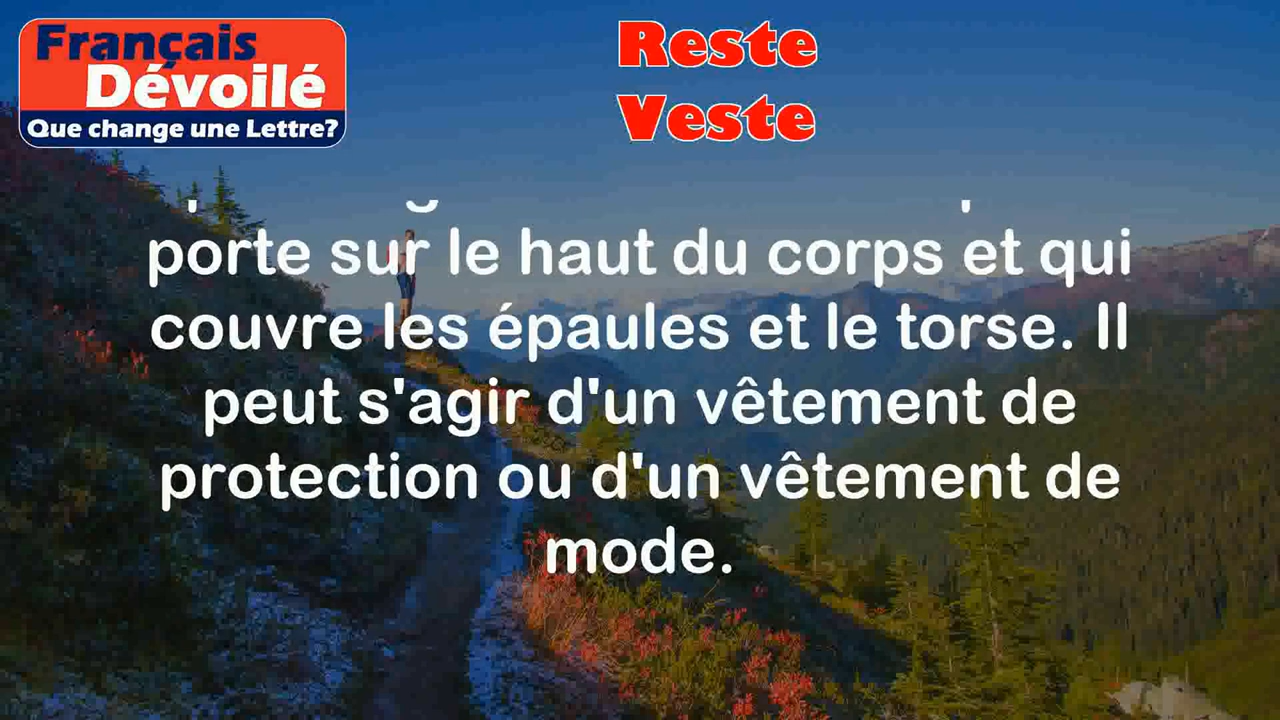 Français
Dévoilé
Que change une Lettre?
Reste
Veste
porte sur le haut du corps et qui
couvre les épaules et le torse. Il
peut s'agir d'un vêtement de
protection ou d'un vêtement de
mode.